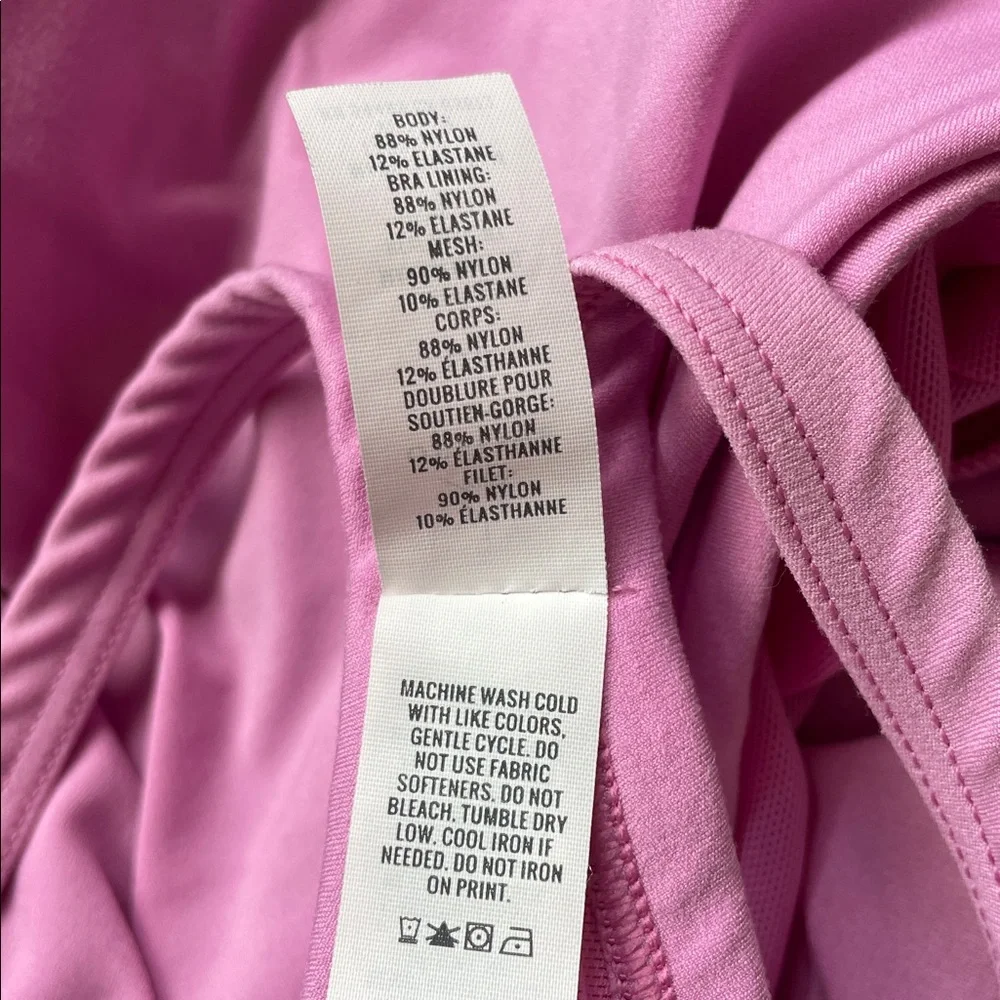 BODY:
88% NYLON
12% ELASTANE
BRA LINING:
88% NYLON
12% ELASTANE
MESH:
90% NYLON
10% ELASTANE
CORPS:
88% NYLON
12% ÉLASTHANNE
DOUBLURE POUR
SOUTIEN-GORGE:
88% NYLON
12% ÉLASTHANNE
FILET:
90% NYLON
10% ÉLASTHANNE
MACHINE WASH COLD
WITH LIKE COLORS,
GENTLE CYCLE. DO
NOT USE FABRIC
SOFTENERS. DO NOT
BLEACH. TUMBLE DRY
LOW. COOL IRON IF
NEEDED. DO NOT IRON
ON PRINT.